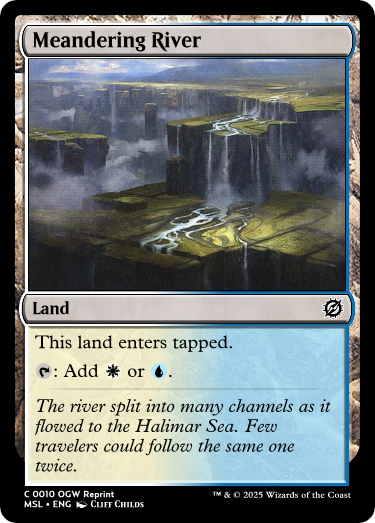 Meandering River
Land
This land enters tapped.
: Add or .
The river split into many channels as it
flowed to the Halimar Sea. Few
travelers could follow the same one
twice.
C 0010 OGW Reprint
MSL • ENG Cliff Childs
™ & © 2025 Wizards of the Coast